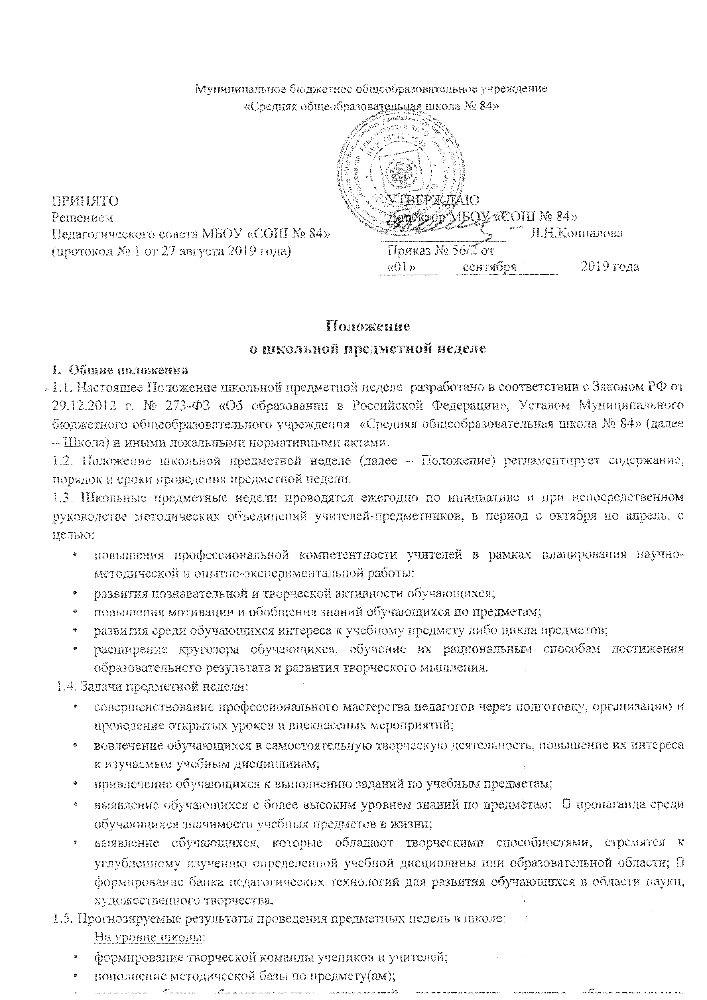 Муниципальное бюджетное общеобразовательное учреждение
«Средняя общеобразовательная школа № 84»
учреждение «Средняя
Администрации ЗАТО Северск Томской
ИНН 7024013665
ПРИНЯТО
Решением
Педагогического совета МБОУ «СОШ № 84»
(протокол № 1 от 27 августа 2019 года)
УТВЕРЖДАЮ
Директор МБОУ «СОШ № 84»
Л.Н.Коппалова
Приказ № 56/2 от
«01» сентября 2019 года
Положение
о школьной предметной неделе
1. Общие положения
1.1. Настоящее Положение школьной предметной неделе разработано в соответствии с Законом РФ от
29.12.2012 г. № 273-ФЗ «Об образовании в Российской Федерации», Уставом Муниципального
бюджетного общеобразовательного учреждения «Средняя общеобразовательная школа № 84» (далее
– Школа) и иными локальными нормативными актами.
1.2. Положение школьной предметной неделе (далее – Положение) регламентирует содержание,
порядок и сроки проведения предметной недели.
1.3. Школьные предметные недели проводятся ежегодно по инициативе и при непосредственном
руководстве методических объединений учителей-предметников, в период с октября по апрель, с
целью:
• повышения профессиональной компетентности учителей в рамках планирования научно-
методической и опытно-экспериментальной работы;
• развития познавательной и творческой активности обучающихся;
• повышения мотивации и обобщения знаний обучающихся по предметам;
• развития среди обучающихся интереса к учебному предмету либо цикла предметов;
• расширение кругозора обучающихся, обучение их рациональным способам достижения
образовательного результата и развития творческого мышления.
1.4. Задачи предметной недели:
• совершенствование профессионального мастерства педагогов через подготовку, организацию и
проведение открытых уроков и внеклассных мероприятий;
• вовлечение обучающихся в самостоятельную творческую деятельность, повышение их интереса
к изучаемым учебным дисциплинам;
• привлечение обучающихся к выполнению заданий по учебным предметам;
• выявление обучающихся с более высоким уровнем знаний по предметам; ▯ пропаганда среди
обучающихся значимости учебных предметов в жизни;
• выявление обучающихся, которые обладают творческими способностями, стремятся к
углубленному изучению определенной учебной дисциплины или образовательной области; ▯
формирование банка педагогических технологий для развития обучающихся в области науки,
художественного творчества.
1.5. Прогнозируемые результаты проведения предметных недель в школе:
На уровне школы:
• формирование творческой команды учеников и учителей;
• пополнение методической базы по предмету(ам);